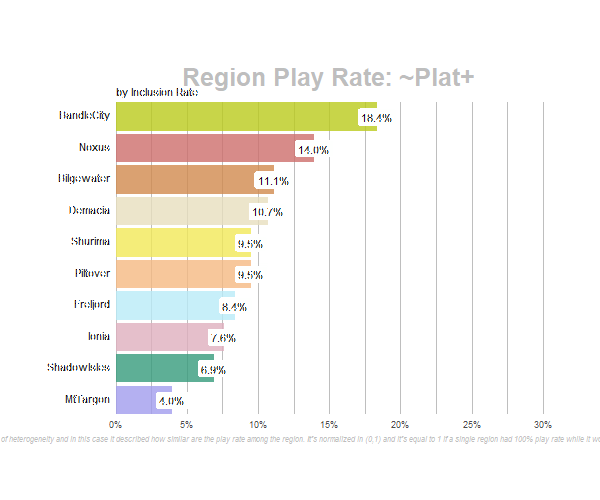 Region Play Rate: ~Plat+
by Inclusion Rate
BandleCity 18.4%
Noxus 14.0%
Bilgewater 11.1%
Demacia 10.7%
Shurima 9.5%
Piltover 9.5%
Freljord 8.4%
Ionia 7.6%
ShadowIsles 6.9%
MtTargon 4.0%
0% 5% 10% 15% 20% 25% 30%
of heterogeneity and in this case it described how similar are the play rate among the region. It's normalized in (0,1) and it's equal to 1 if a single region had 100% play rate while it wo